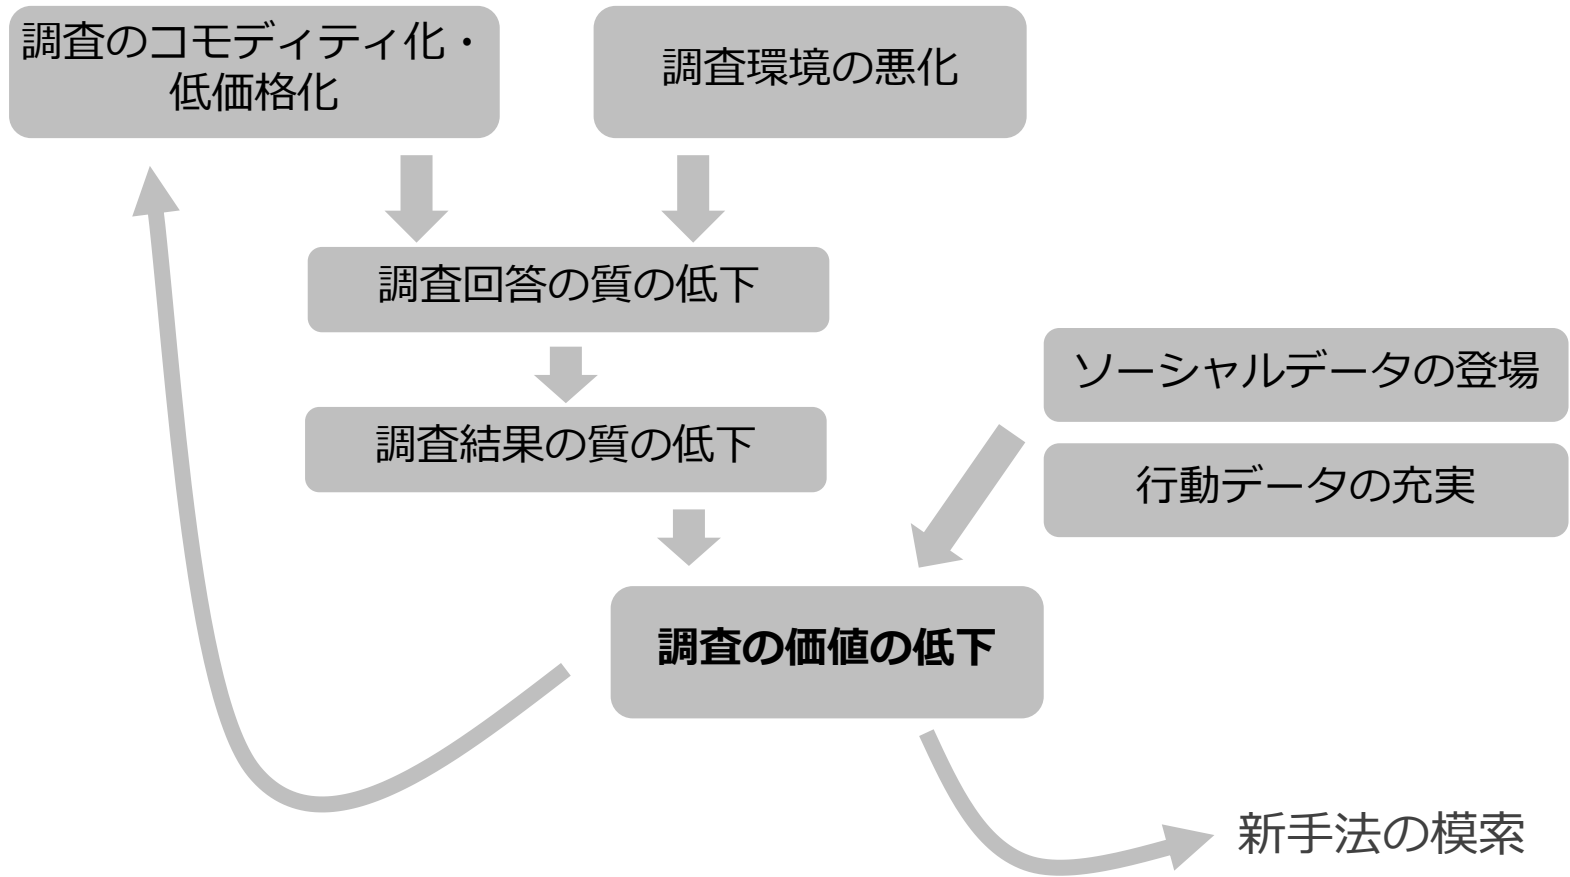 調査のコモディティ化・
低価格化
調査環境の悪化
調査回答の質の低下
調査結果の質の低下
ソーシャルデータの登場
行動データの充実
調査の価値の低下
新手法の模索